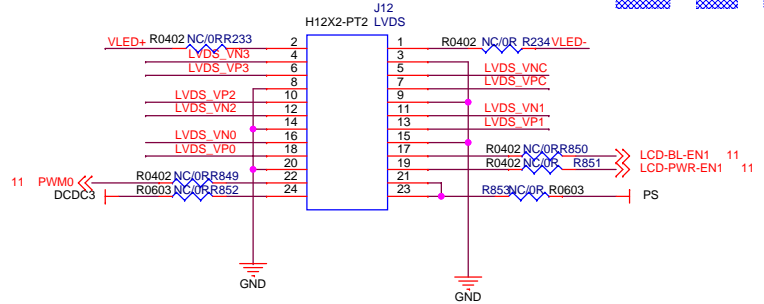 J12
H12X2-PT2 LVDS
VLED+ R0402 NC/0R R233 2 1 R0402 NC/0R R234 VLED-
LVDS_VN3 4 3
LVDS_VP3 6 5 LVDS_VNC
8 7 LVDS_VPC
LVDS_VP2 10 9
LVDS_VN2 12 11 LVDS_VN1
14 13 LVDS_VP1
LVDS_VN0 16 15
LVDS_VP0 18 17 R0402 NC/0R R850 LCD-BL-EN1 11
20 19 R0402 NC/0R R851 LCD-PWR-EN1 11
11 PWM0 R0402 NC/0R R849 22 21
DCDC3 R0603 NC/0R R852 24 23 R853 NC/0R R0603 PS
GND
GND